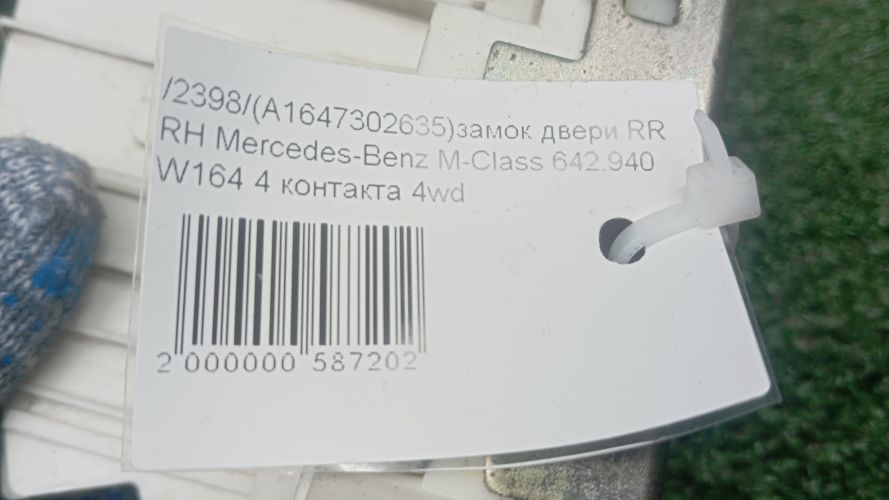 /2398/(A1647302635)замок двери RR
RH Mercedes-Benz M-Class 642.940
W164 4 контакта 4wd
2 000000 587202